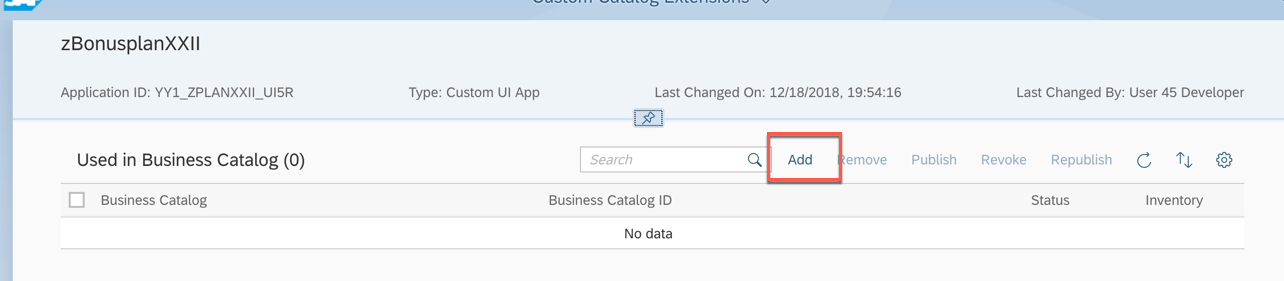 Custom Catalog Extensions
zBonusplanXXII
Application ID: YY1_ZPLANXXII_UI5R Type: Custom UI App Last Changed On: 12/18/2018, 19:54:16 Last Changed By: User 45 Developer
Used in Business Catalog (0) Search Add Remove Publish Revoke Republish
Business Catalog Business Catalog ID Status Inventory
No data